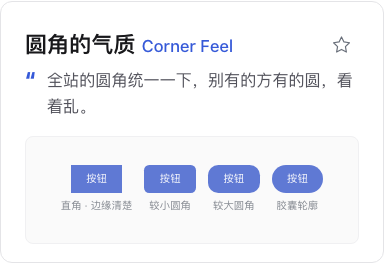 圆角的气质 Corner Feel
“ 全站的圆角统一一下，别有的方有的圆，看
着乱。
按钮 按钮 按钮 按钮
直角 · 边缘清楚 较小圆角 较大圆角 胶囊轮廓